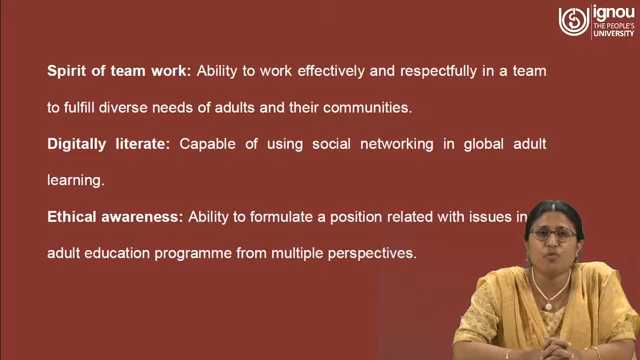 ignou
THE PEOPLE'S
UNIVERSITY
Spirit of team work: Ability to work effectively and respectfully in a team
to fulfill diverse needs of adults and their communities.
Digitally literate: Capable of using social networking in global adult
learning.
Ethical awareness: Ability to formulate a position related with issues in
adult education programme from multiple perspectives.